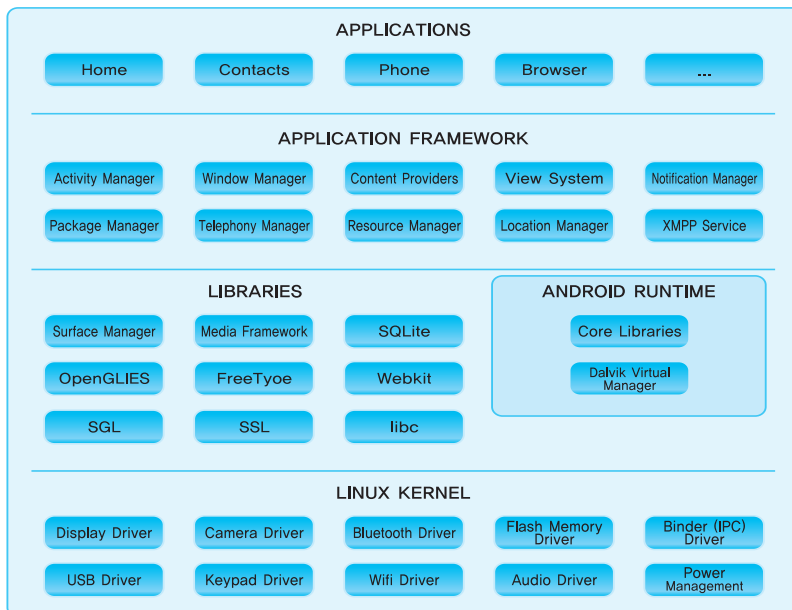 APPLICATIONS
Home
Contacts
Phone
Browser
...
APPLICATION FRAMEWORK
Activity Manager
Window Manager
Content Providers
View System
Notification Manager
Package Manager
Telephony Manager
Resource Manager
Location Manager
XMPP Service
LIBRARIES
Surface Manager
Media Framework
SQLite
OpenGLIES
FreeTyoe
Webkit
SGL
SSL
libc
ANDROID RUNTIME
Core Libraries
Dalvik Virtual
Manager
LINUX KERNEL
Display Driver
Camera Driver
Bluetooth Driver
Flash Memory
Driver
Binder (IPC)
Driver
USB Driver
Keypad Driver
Wifi Driver
Audio Driver
Power
Management